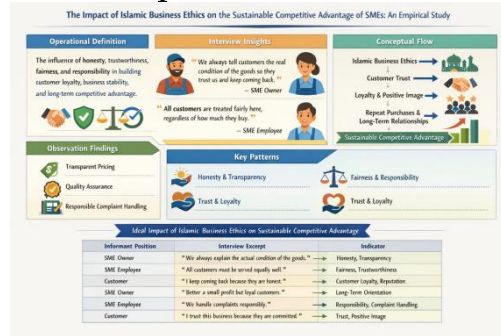 The Impact of Islamic Business Ethics on the Sustainable Competitive Advantage of SMEs: An Empirical Study
Operational Definition
The influence of honesty, trustworthiness,
fairness, and responsibility in building
customer loyalty, business stability,
and long-term competitive advantage.
Interview Insights
"We always tell customers the real
condition of the goods so they
trust us and keep coming back."
– SME Owner
"All customers are treated fairly here,
regardless of how much they buy."
– SME Employee
Conceptual Flow
Islamic Business Ethics
Customer Trust
Loyalty & Positive Image
Repeat Purchases &
Long-Term Relationships
Sustainable Competitive Advantage
Observation Findings
Transparent Pricing
Quality Assurance
Responsible Complaint Handling
Key Patterns
Honesty & Transparency
Fairness & Responsibility
Trust & Loyalty
Trust & Loyalty
Ideal Impact of Islamic Business Ethics on Sustainable Competitive Advantage
Informant Position Interview Excerpt Indicator
SME Owner "We always explain the actual condition of the goods." Honesty, Transparency
SME Employee "All customers must be served equally well." Fairness, Trustworthiness
Customer "I keep coming back because they are honest." Customer Loyalty, Reputation
SME Owner "Better a small profit but loyal customers." Long-Term Orientation
SME Employee "We handle complaints responsibly." Responsibility, Complaint Handling
Customer "I trust this business because they are committed." Trust, Positive Image